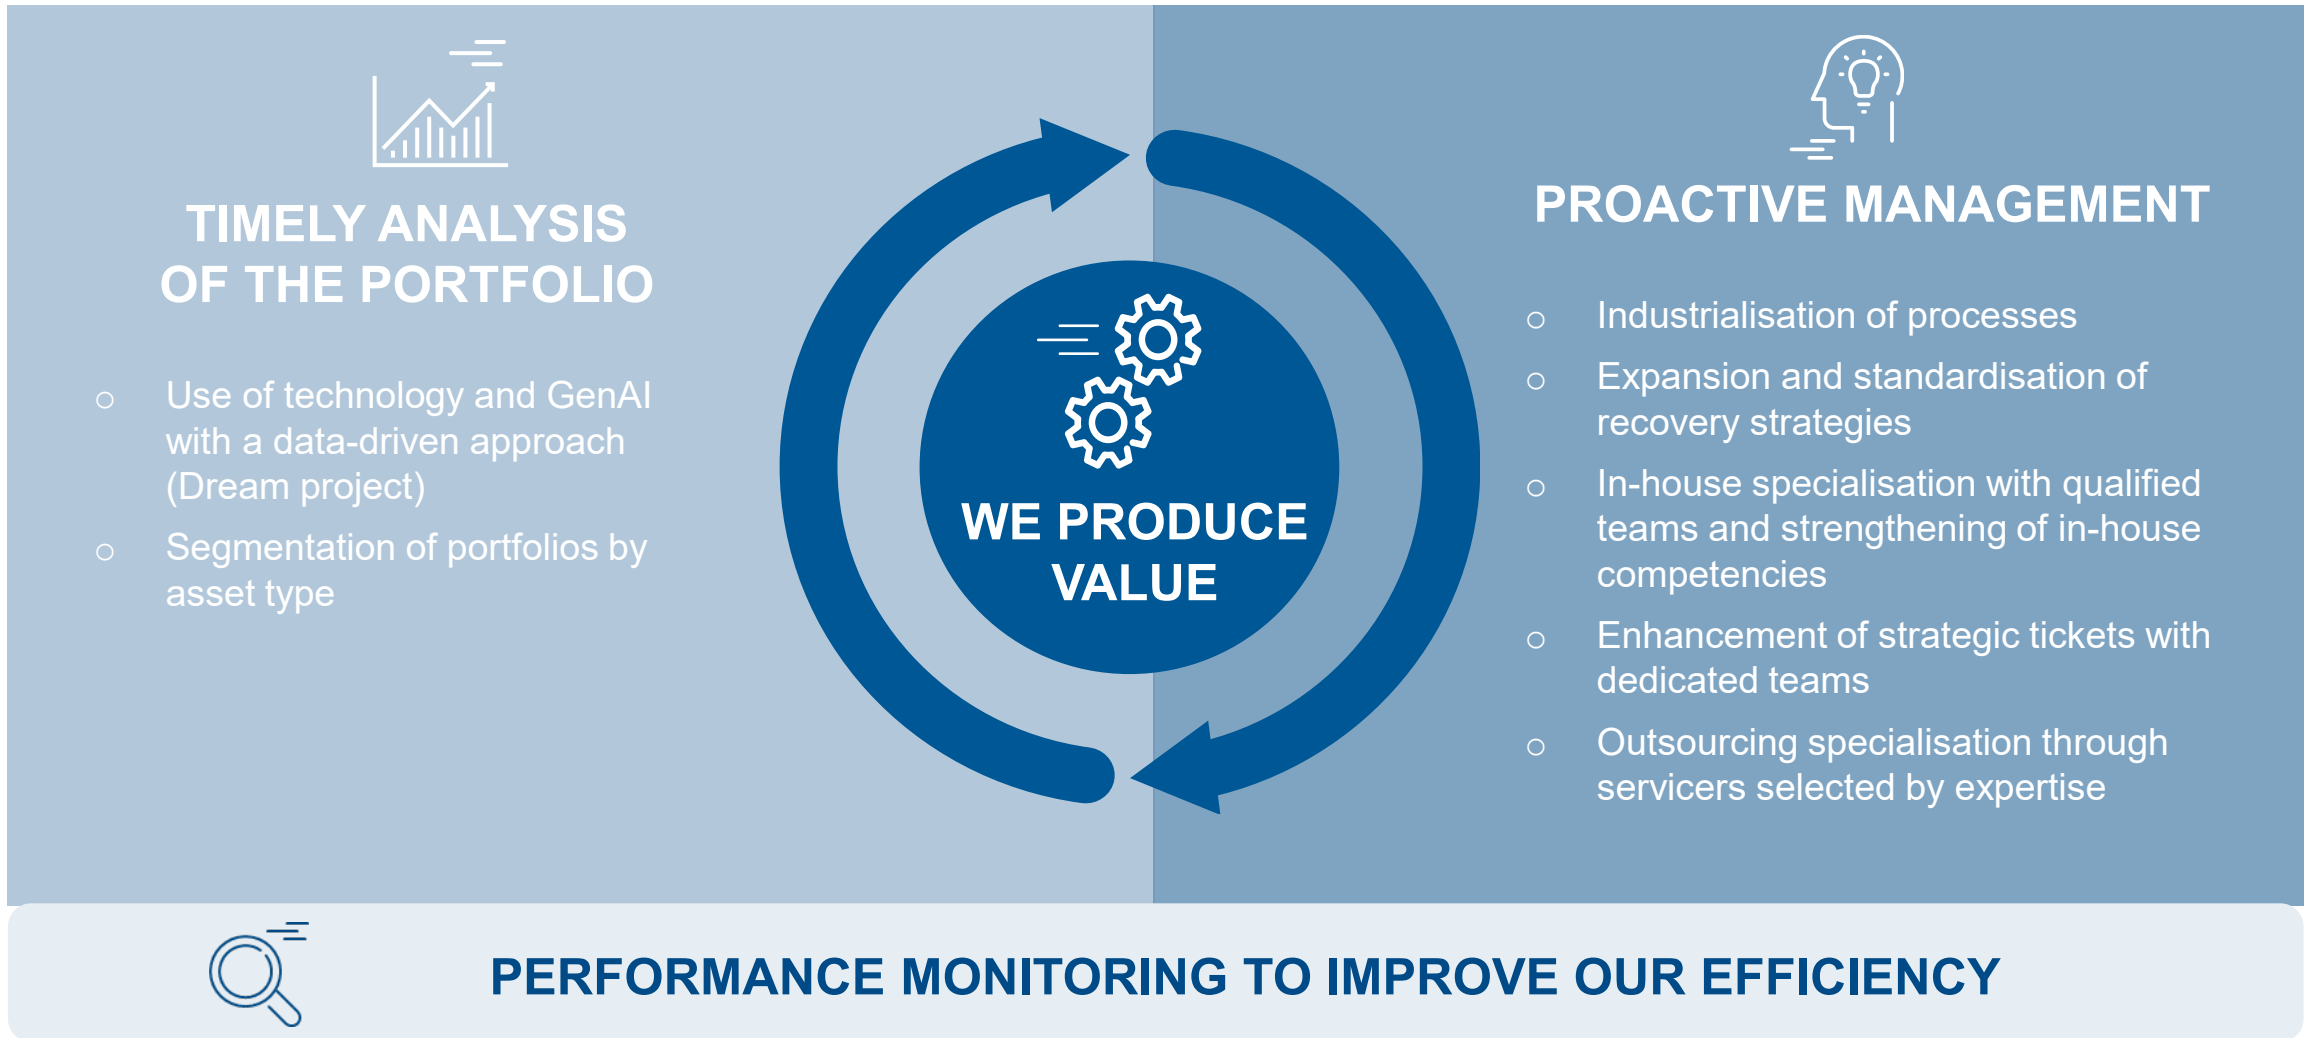 TIMELY ANALYSIS
OF THE PORTFOLIO
○ Use of technology and GenAI
with a data-driven approach
(Dream project)
○ Segmentation of portfolios by
asset type
WE PRODUCE
VALUE
PROACTIVE MANAGEMENT
○ Industrialisation of processes
○ Expansion and standardisation of
recovery strategies
○ In-house specialisation with qualified
teams and strengthening of in-house
competencies
○ Enhancement of strategic tickets with
dedicated teams
○ Outsourcing specialisation through
servicers selected by expertise
PERFORMANCE MONITORING TO IMPROVE OUR EFFICIENCY